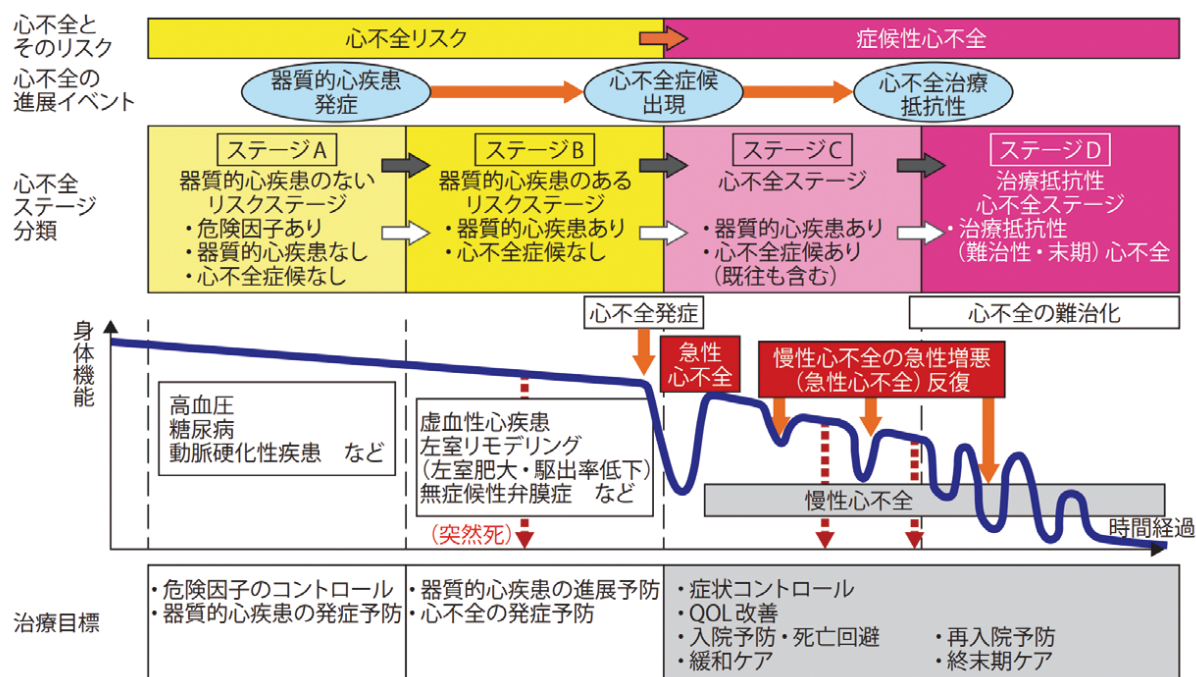 心不全と
そのリスク
心不全リスク
症候性心不全
心不全の
進展イベント
器質的心疾患
発症
心不全症候
出現
心不全治療
抵抗性
心不全
ステージ
分類
ステージA
器質的心疾患のない
リスクステージ
・危険因子あり
・器質的心疾患なし
・心不全症候なし
ステージB
器質的心疾患のある
リスクステージ
・器質的心疾患あり
・心不全症候なし
ステージC
心不全ステージ
・器質的心疾患あり
・心不全症候あり
（既往も含む）
ステージD
治療抵抗性
心不全ステージ
・治療抵抗性
（難治性・末期）心不全
心不全発症
心不全の難治化
身体機能
急性
心不全
慢性心不全の急性増悪
（急性心不全）反復
高血圧
糖尿病
動脈硬化性疾患　など
虚血性心疾患
左室リモデリング
（左室肥大・駆出率低下）
無症候性弁膜症　など
慢性心不全
（突然死）
時間経過
治療目標
・危険因子のコントロール
・器質的心疾患の発症予防
・器質的心疾患の進展予防
・心不全の発症予防
・症状コントロール
・QOL改善
・入院予防・死亡回避
・緩和ケア
・再入院予防
・終末期ケア